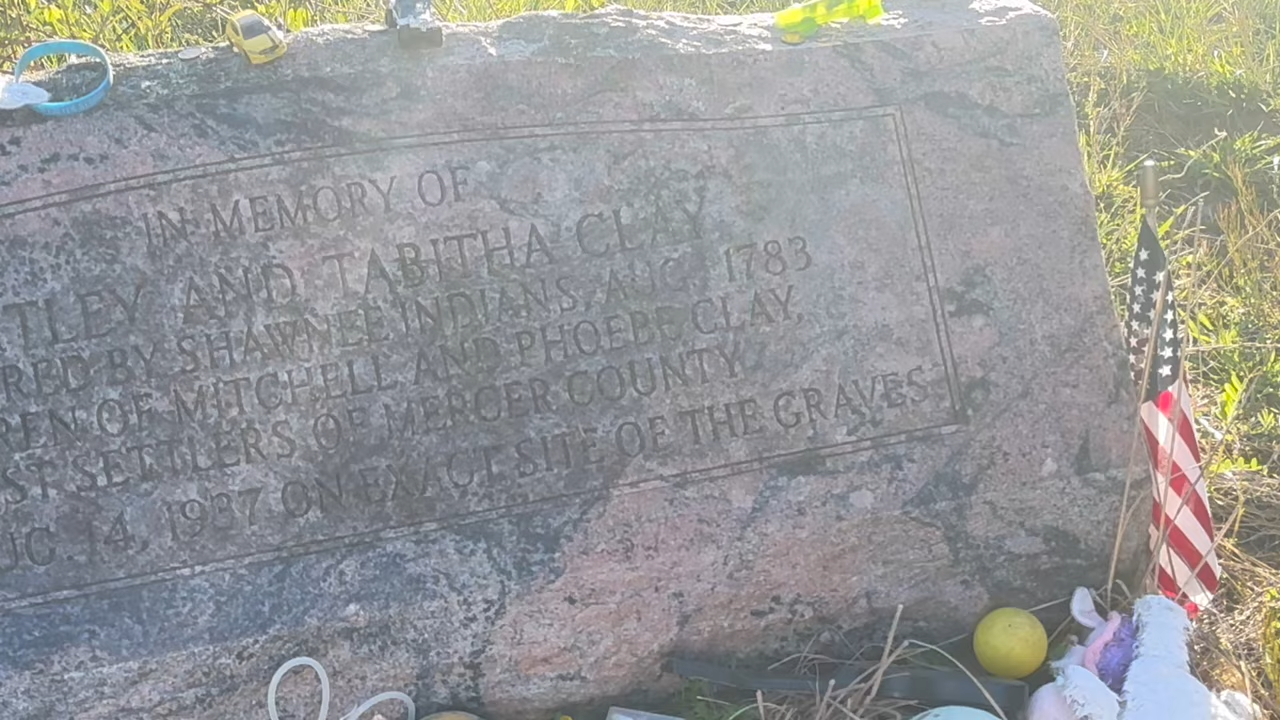 IN MEMORY OF
TLEY AND TABITHA CLAY
RED BY SHAWNEE INDIANS, AUG. 1783
REN OF MITCHELL AND PHOEBE CLAY,
ST SETTLERS OF MERCER COUNTY
UG. 14, 1937 ON EXACT SITE OF THE GRAVES